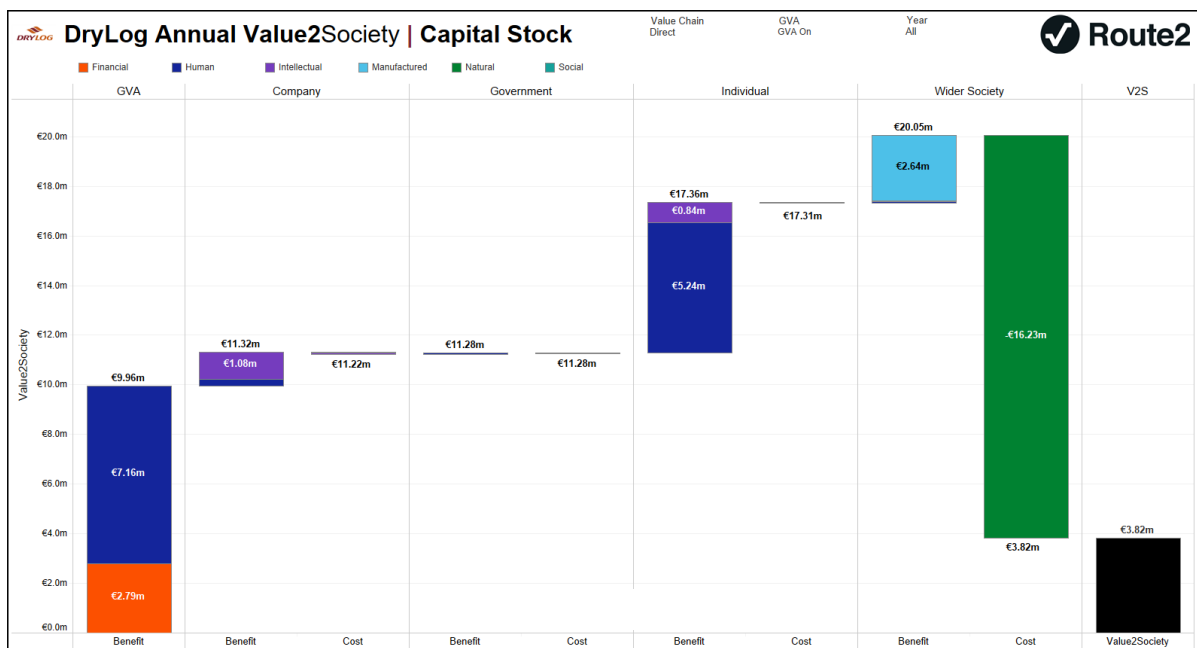 DRYLOG
DryLog Annual Value2Society | Capital Stock
Value Chain GVA Year
Direct GVA On All
Route2
Financial Human Intellectual Manufactured Natural Social
GVA Company Government Individual Wider Society V2S
Value2Society
€20.0m
€18.0m
€16.0m
€14.0m
€12.0m
€10.0m
€8.0m
€6.0m
€4.0m
€2.0m
€0.0m
€9.96m
€7.16m
€2.79m
€11.32m
€1.08m
€11.22m
€11.28m
€11.28m
€17.36m
€0.84m
€5.24m
€17.31m
€20.05m
€2.64m
-€16.23m
€3.82m
€3.82m
Benefit Benefit Cost Benefit Cost Benefit Cost Benefit Cost Value2Society